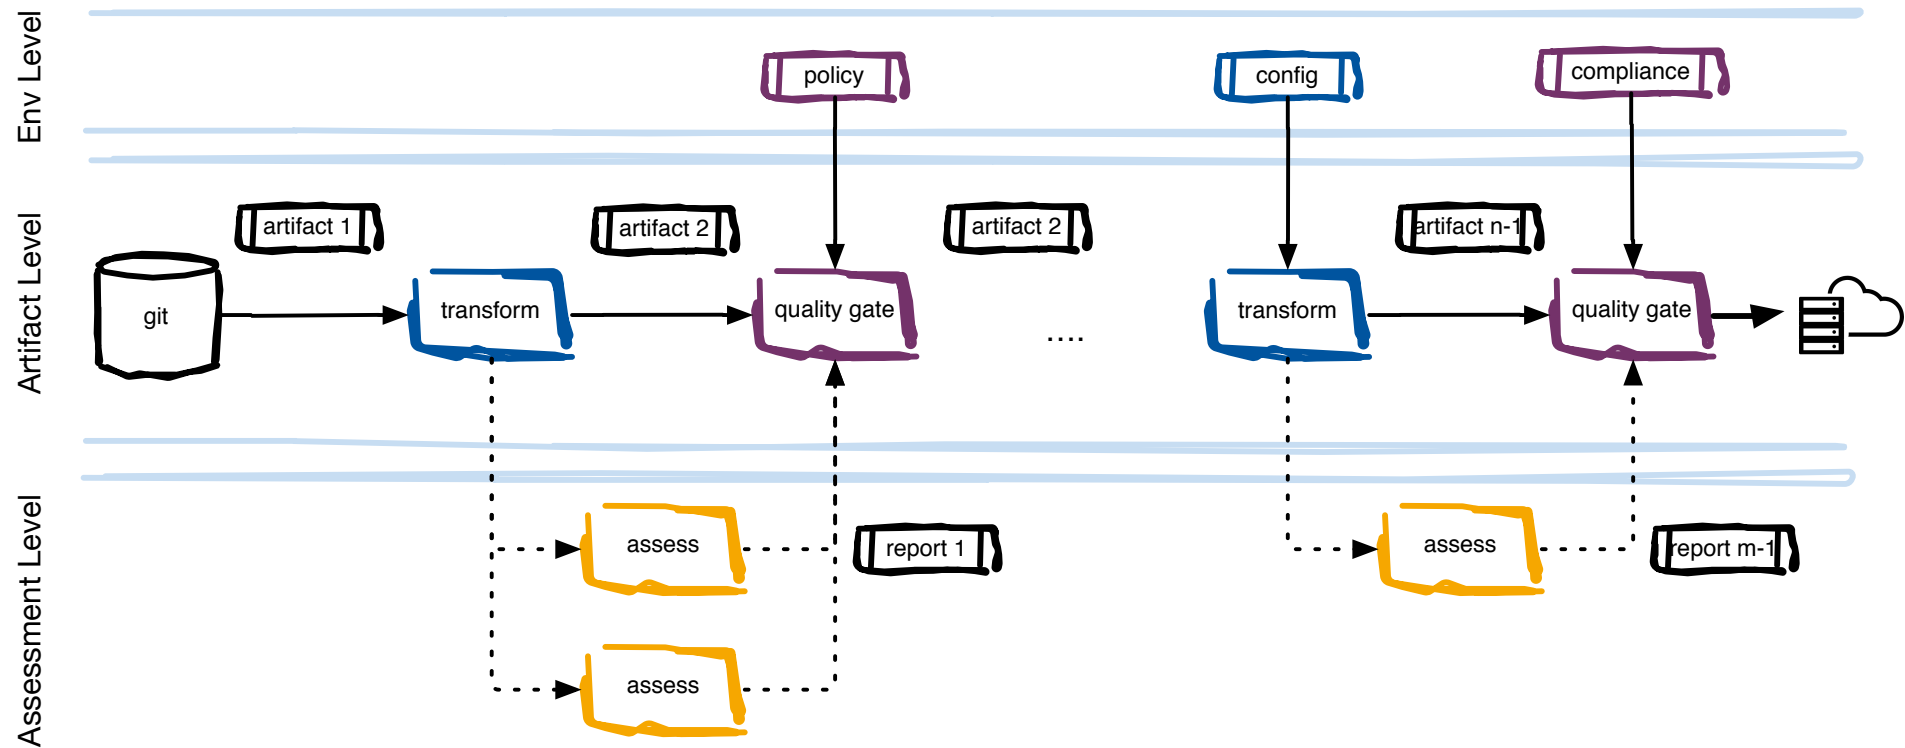 Env Level
policy
config
compliance
Artifact Level
artifact 1
artifact 2
artifact 2
artifact n-1
git
transform
quality gate
....
transform
quality gate
Assessment Level
assess
report 1
assess
report m-1
assess